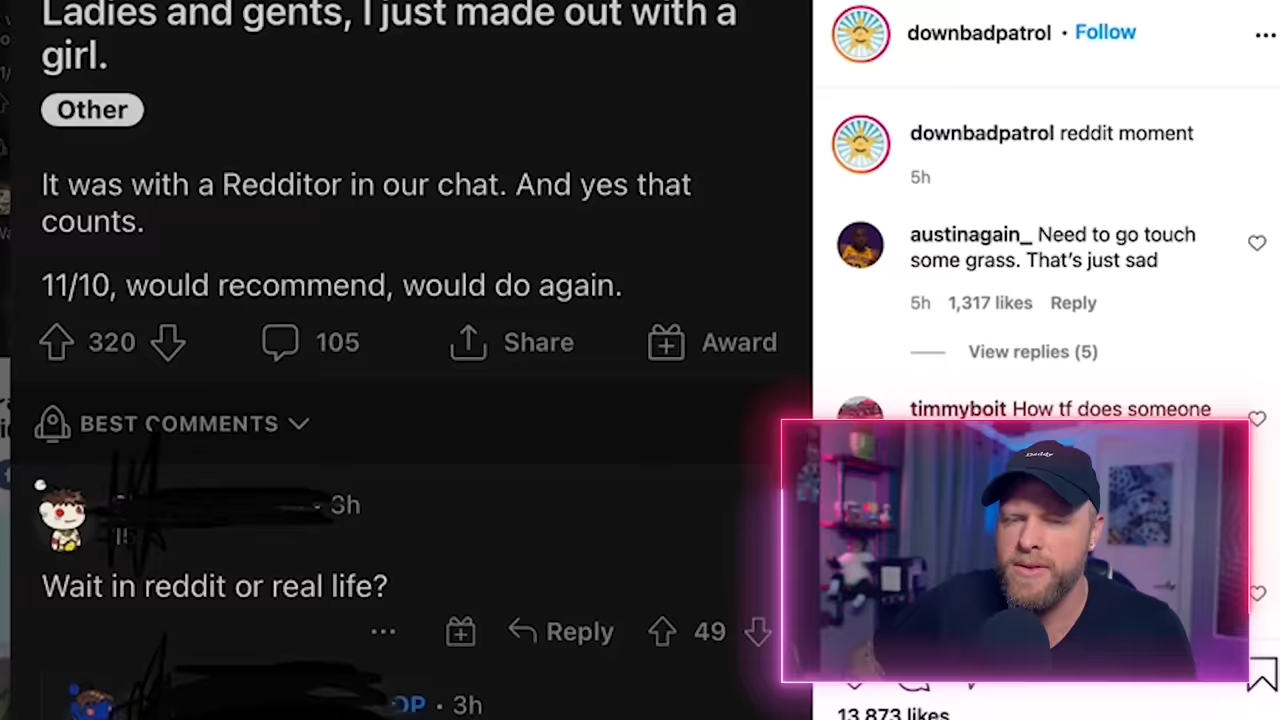 Ladies and gents, I just made out with a
girl.
Other
It was with a Redditor in our chat. And yes that
counts.
11/10, would recommend, would do again.
320
105
Share
Award
BEST COMMENTS
3h
Wait in reddit or real life?
Reply
49
OP • 3h
downbadpatrol • Follow
downbadpatrol reddit moment
5h
austinagain_ Need to go touch
some grass. That's just sad
5h 1,317 likes Reply
View replies (5)
timmyboit How tf does someone
Daddy
13,873 likes